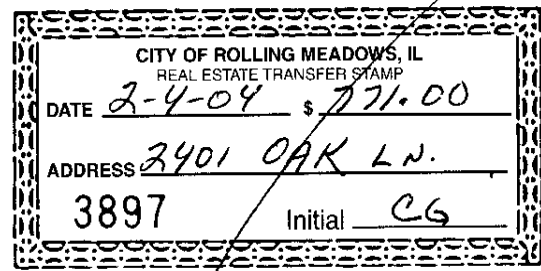 CITY OF ROLLING MEADOWS, IL
REAL ESTATE TRANSFER STAMP
DATE 2-4-04 $ 771.00
ADDRESS 2401 OAK LN.
3897 Initial CG